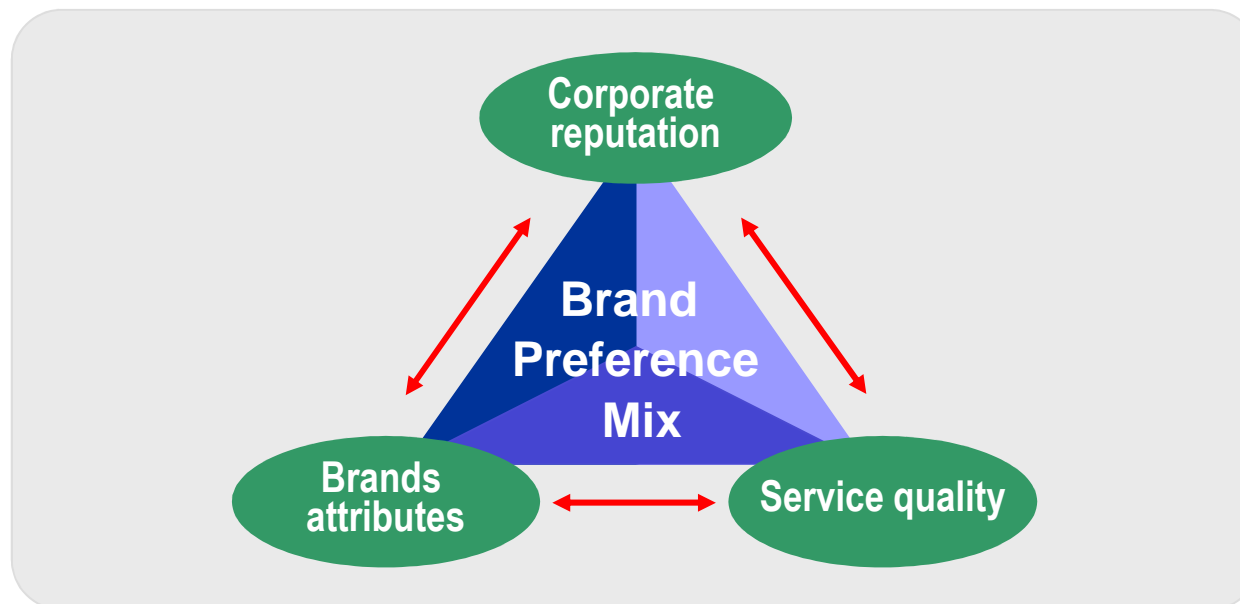 Corporate
reputation
Brand
Preference
Mix
Brands
attributes
Service quality